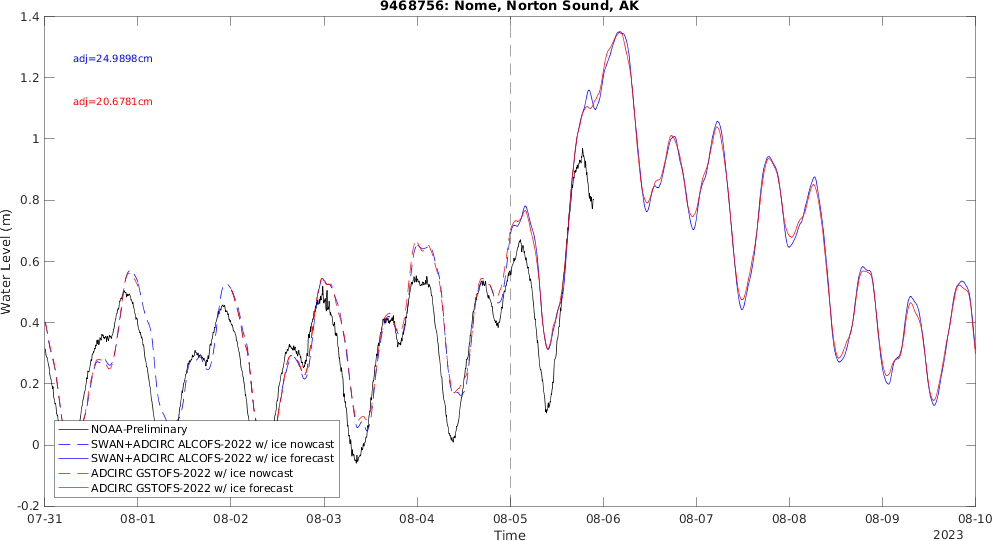 9468756: Nome, Norton Sound, AK
adj=24.9898cm
adj=20.6781cm
Water Level (m)
1.4
1.2
1
0.8
0.6
0.4
0.2
0
-0.2
NOAA-Preliminary
SWAN+ADCIRC ALCOFS-2022 w/ ice nowcast
SWAN+ADCIRC ALCOFS-2022 w/ ice forecast
ADCIRC GSTOFS-2022 w/ ice nowcast
ADCIRC GSTOFS-2022 w/ ice forecast
07-31 08-01 08-02 08-03 08-04 08-05 08-06 08-07 08-08 08-09 08-10
Time
2023